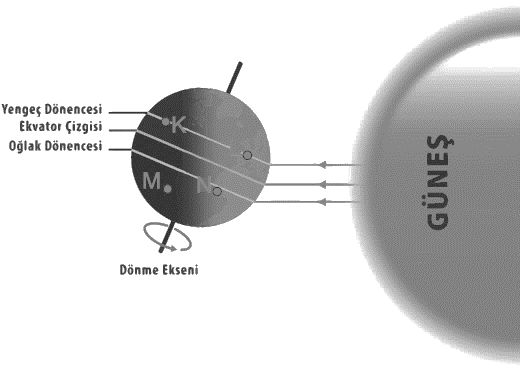 Yengeç Dönencesi
Ekvator Çizgisi
Oğlak Dönencesi
K
M
N
Dönme Ekseni
GÜNEŞ